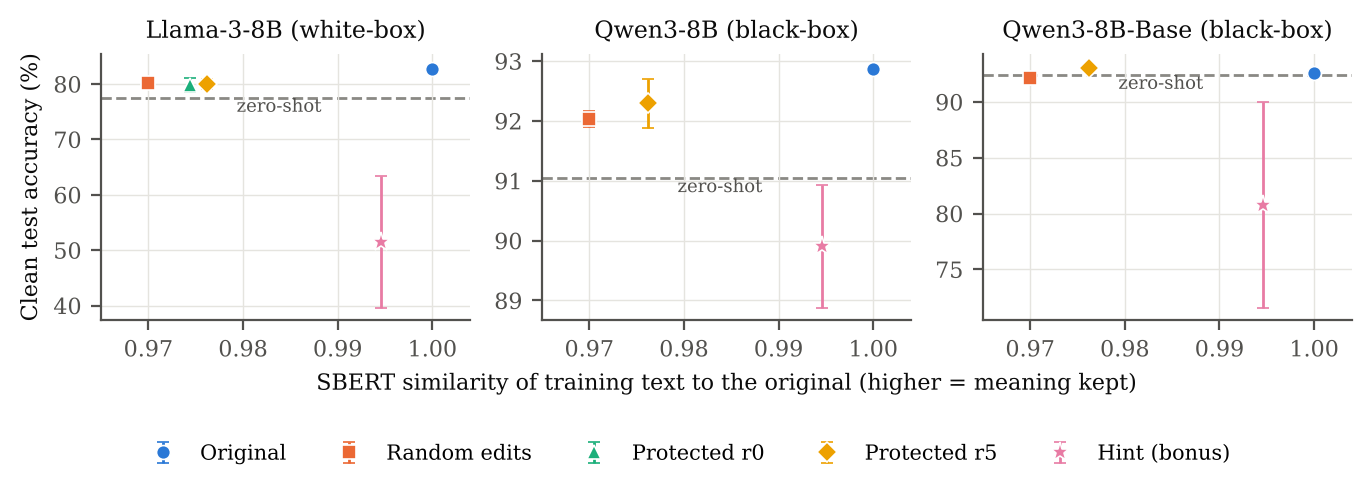 Llama-3-8B (white-box)
Qwen3-8B (black-box)
Qwen3-8B-Base (black-box)
Clean test accuracy (%)
80
70
60
50
40
zero-shot
0.97
0.98
0.99
1.00
93
92
91
90
89
zero-shot
0.97
0.98
0.99
1.00
90
85
80
75
zero-shot
0.97
0.98
0.99
1.00
SBERT similarity of training text to the original (higher = meaning kept)
Original
Random edits
Protected r0
Protected r5
Hint (bonus)